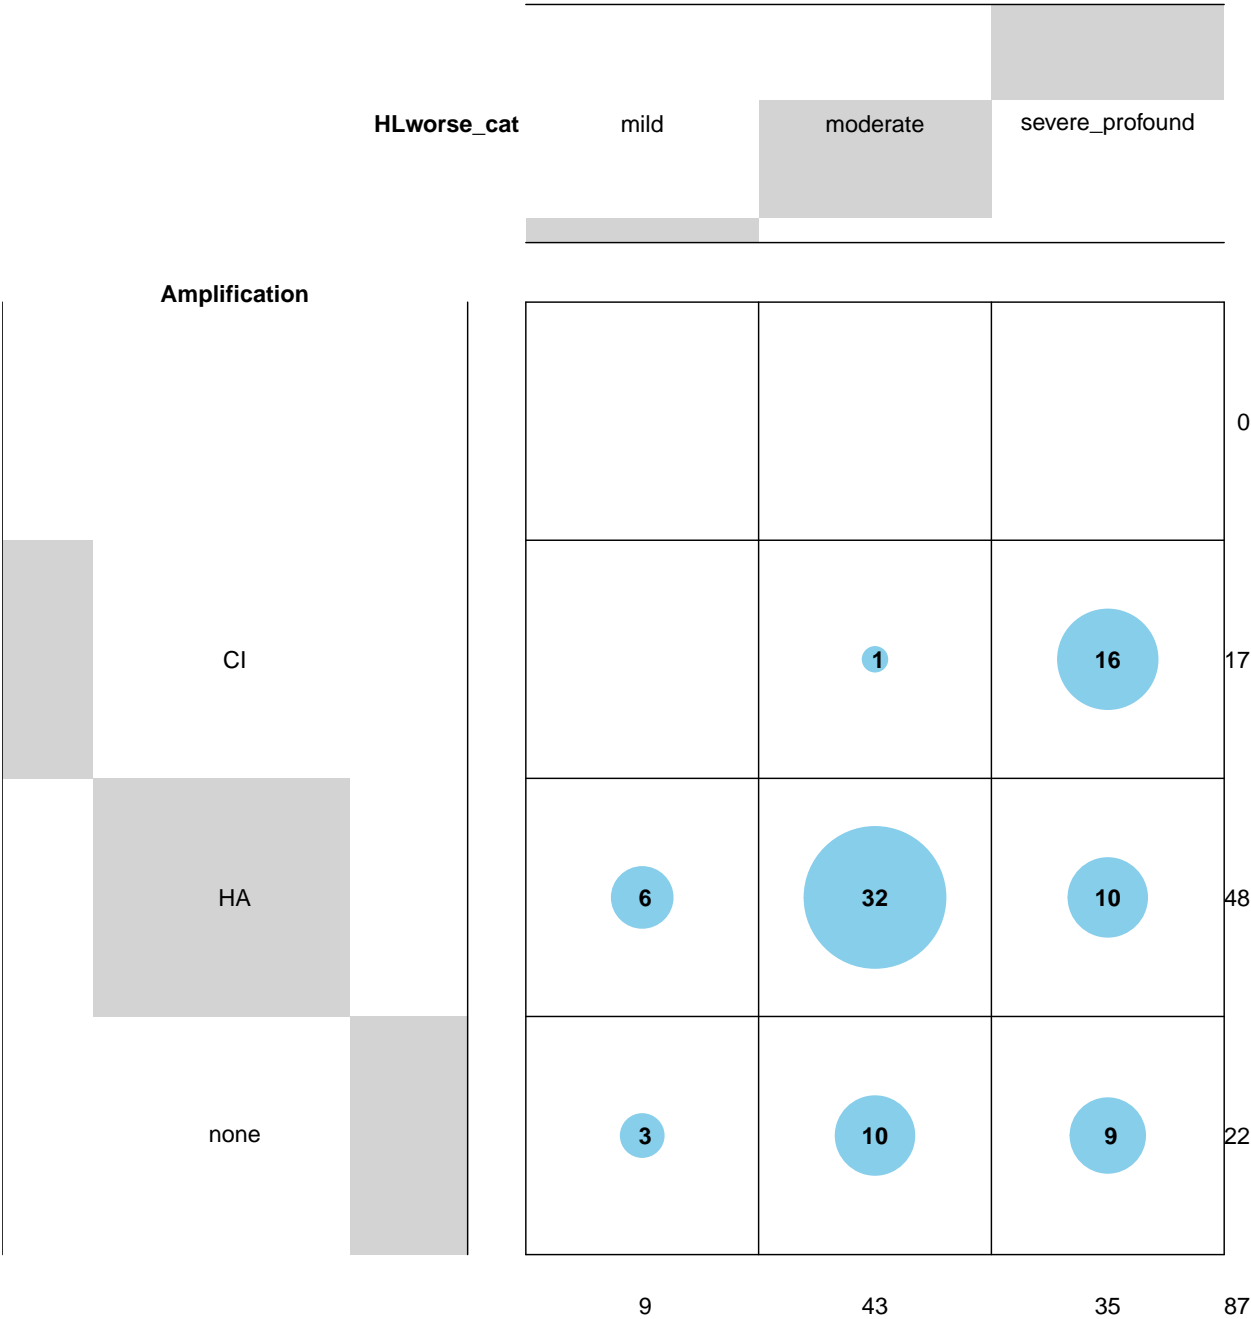 HLworse_cat mild moderate severe_profound
Amplification
0
CI 1 16 17
HA 6 32 10 48
none 3 10 9 22
9 43 35 87